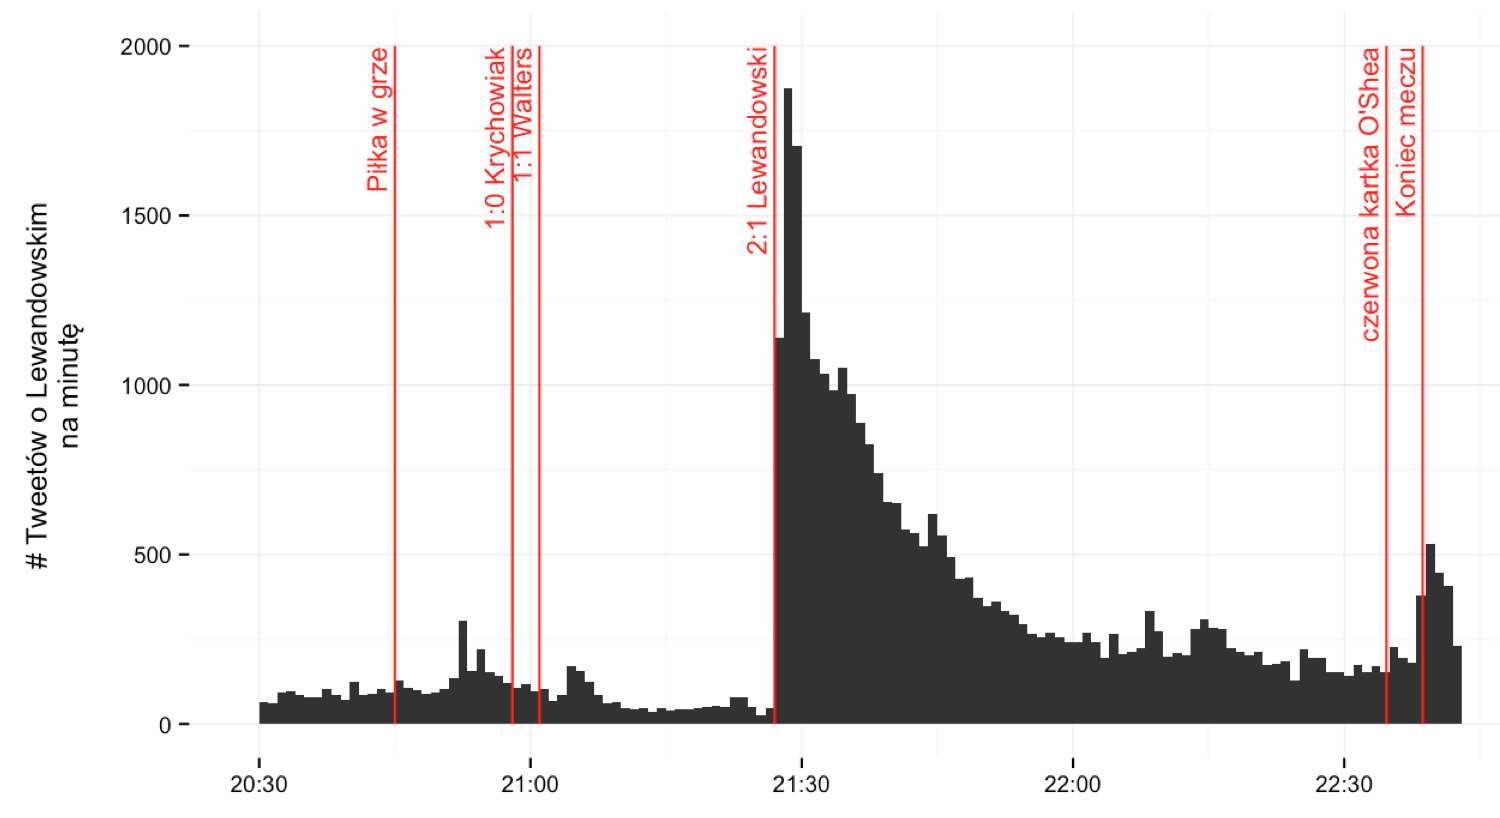 # Tweetów o Lewandowskim
na minutę
2000
1500
1000
500
0
Piłka w grze
1:0 Krychowiak
1:1 Walters
2:1 Lewandowski
czerwona kartka O'Shea
Koniec meczu
20:30
21:00
21:30
22:00
22:30